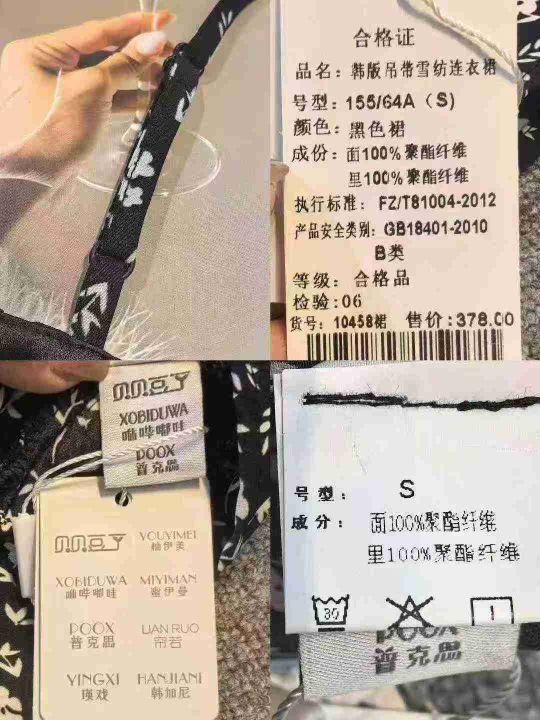 合格证
品名：韩版吊带雪纺连衣裙
号型：155/64A（S）
颜色：黑色裙
成份：面100%聚酯纤维
里100%聚酯纤维
执行标准：FZ/T81004-2012
产品安全类别：GB18401-2010
B类
等级：合格品
检验：06
货号：10458裙 售价：378.00
XOBIDUWA
呦哔嘟哇
POOX
普克思
YOUYIMEI
柚伊美
XOBIDUWA MIYIMAN
呦哔嘟哇 蜜伊曼
POOX LIAN RUO
普克思 帘若
YINGXI HANJIANI
瑛戏 韩加尼
号型： S
成分： 面100%聚酯纤维
里100%聚酯纤维
30
POOX
普克思